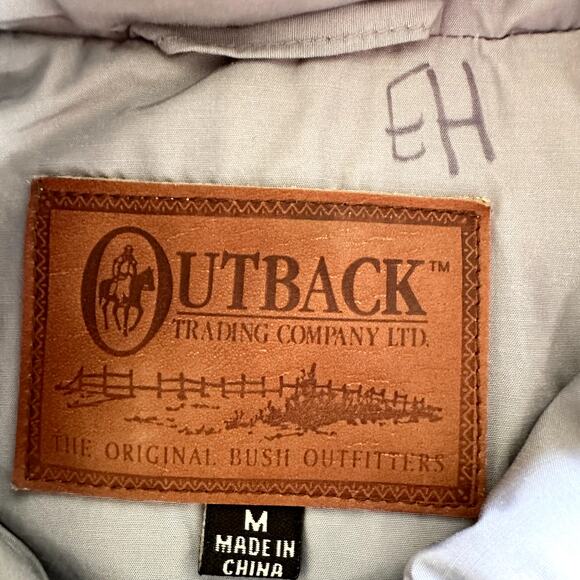 EH
OUTBACK™
TRADING COMPANY LTD.
THE ORIGINAL BUSH OUTFITTERS
M
MADE IN
CHINA